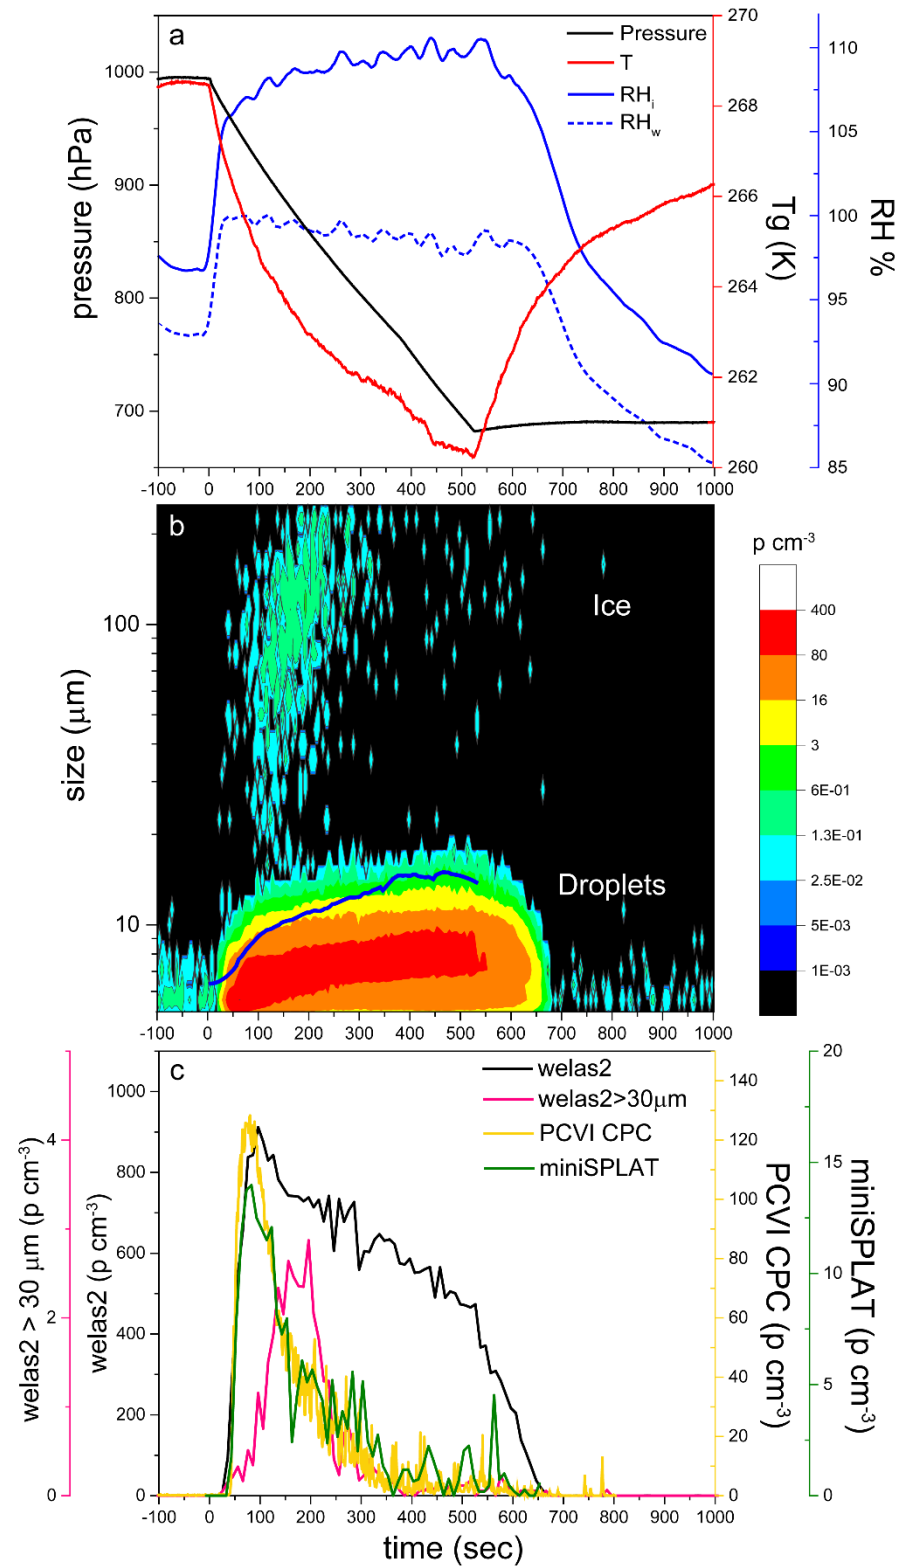 a
Pressure
T
RHi
RHw
pressure (hPa)
1000
900
800
700
270
268
266
264
262
260
Tg (K)
110
105
100
95
90
85
RH %
-100 0 100 200 300 400 500 600 700 800 900 1000
b
Ice
Droplets
size (μm)
100
10
p cm-3
400
80
16
3
6E-01
1.3E-01
2.5E-02
5E-03
1E-03
-100 0 100 200 300 400 500 600 700 800 900 1000
c
welas2
welas2>30μm
PCVI CPC
miniSPLAT
welas2 > 30 μm (p cm-3)
4
2
0
welas2 (p cm-3)
1000
800
600
400
200
0
140
120
100
80
60
40
20
0
PCVI CPC (p cm-3)
20
15
10
5
0
miniSPLAT (p cm-3)
-100 0 100 200 300 400 500 600 700 800 900 1000
time (sec)